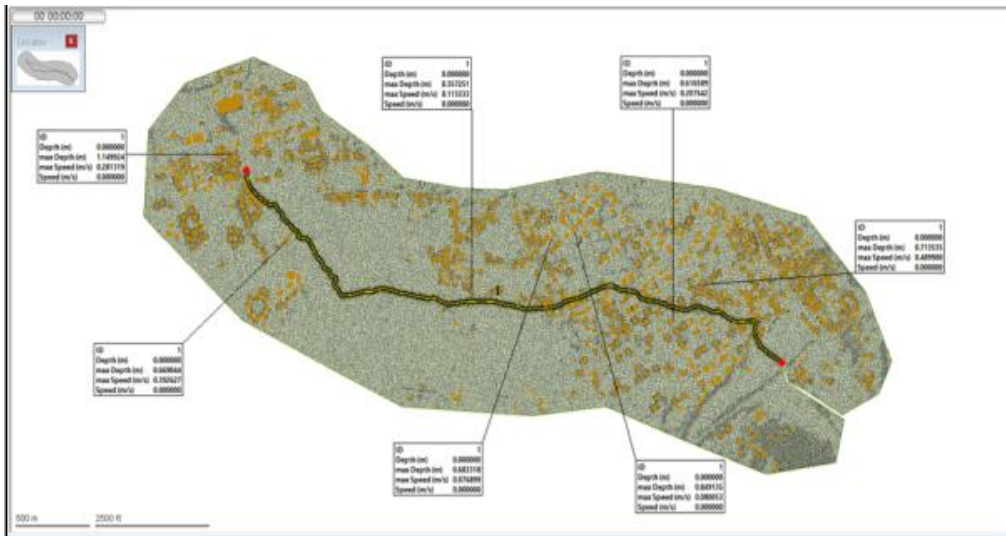 00 00:00:00
Locator
x
ID 1
Depth (m) 0.000000
max Depth (m) 0.357251
max Speed (m/s) 0.115333
Speed (m/s) 0.000000
ID 1
Depth (m) 0.000000
max Depth (m) 0.616589
max Speed (m/s) 0.207542
Speed (m/s) 0.000000
ID 1
Depth (m) 0.000000
max Depth (m) 1.149924
max Speed (m/s) 0.281319
Speed (m/s) 0.000000
ID 1
Depth (m) 0.000000
max Depth (m) 0.713535
max Speed (m/s) 0.489900
Speed (m/s) 0.000000
1
ID 1
Depth (m) 0.000000
max Depth (m) 0.669044
max Speed (m/s) 0.192627
Speed (m/s) 0.000000
ID 1
Depth (m) 0.000000
max Depth (m) 0.683318
max Speed (m/s) 0.076899
Speed (m/s) 0.000000
ID 1
Depth (m) 0.000000
max Depth (m) 0.849135
max Speed (m/s) 0.080053
Speed (m/s) 0.000000
500 m 2500 ft